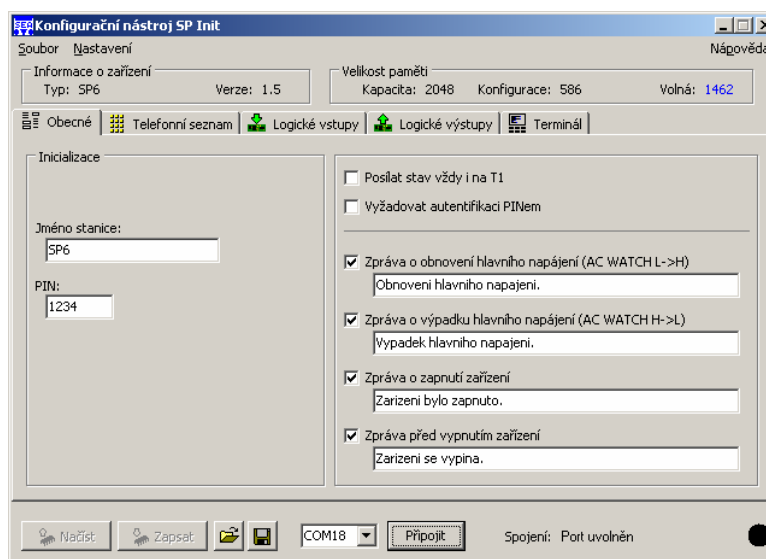 Konfigurační nástroj SP Init
Soubor Nastavení Nápověda
Informace o zařízení
Typ: SP6 Verze: 1.5
Velikost paměti
Kapacita: 2048 Konfigurace: 586 Volná: 1462
Obecné Telefonní seznam Logické vstupy Logické výstupy Terminál
Inicializace
Jméno stanice:
SP6
PIN:
1234
Posílat stav vždy i na T1
Vyžadovat autentifikaci PINem
Zpráva o obnovení hlavního napájení (AC WATCH L->H)
Obnoveni hlavniho napajeni.
Zpráva o výpadku hlavního napájení (AC WATCH H->L)
Vypadek hlavniho napajeni.
Zpráva o zapnutí zařízení
Zarizeni bylo zapnuto.
Zpráva před vypnutím zařízení
Zarizeni se vypina.
Načíst Zapsat COM18 Připojit Spojení: Port uvolněn